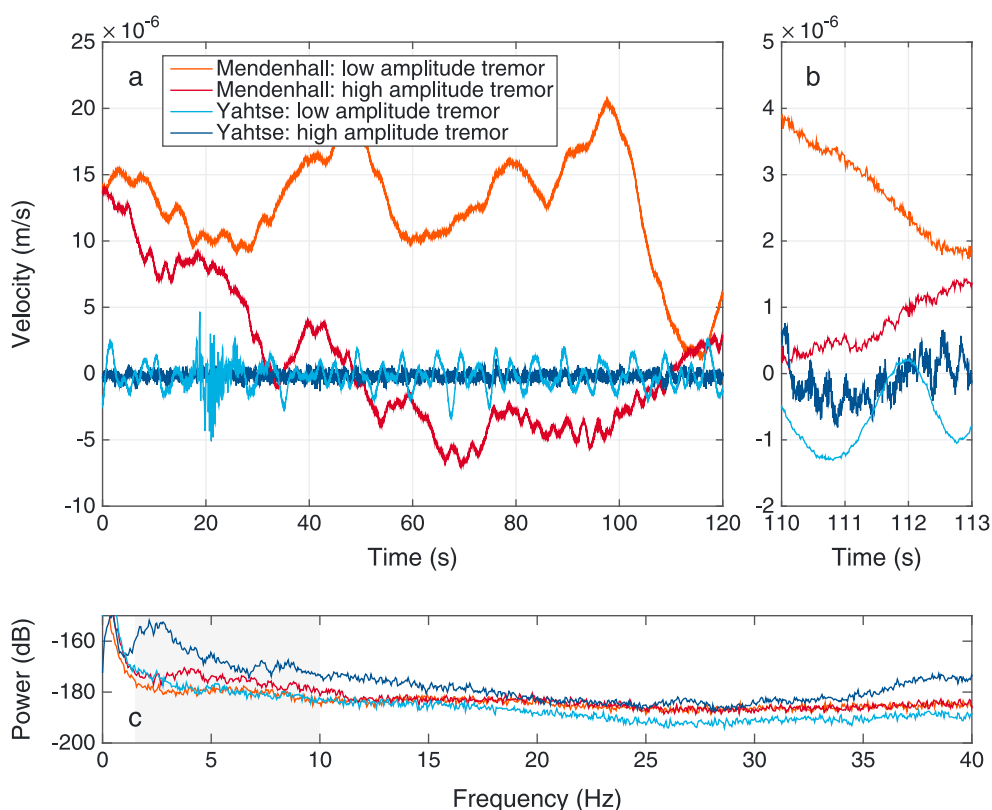 × 10-6
a
Mendenhall: low amplitude tremor
Mendenhall: high amplitude tremor
Yahtse: low amplitude tremor
Yahtse: high amplitude tremor
25
20
15
10
5
0
-5
-10
Velocity (m/s)
0 20 40 60 80 100 120
Time (s)
× 10-6
b
5
4
3
2
1
0
-1
-2
110 111 112 113
Time (s)
c
-160
-180
-200
Power (dB)
0 5 10 15 20 25 30 35 40
Frequency (Hz)